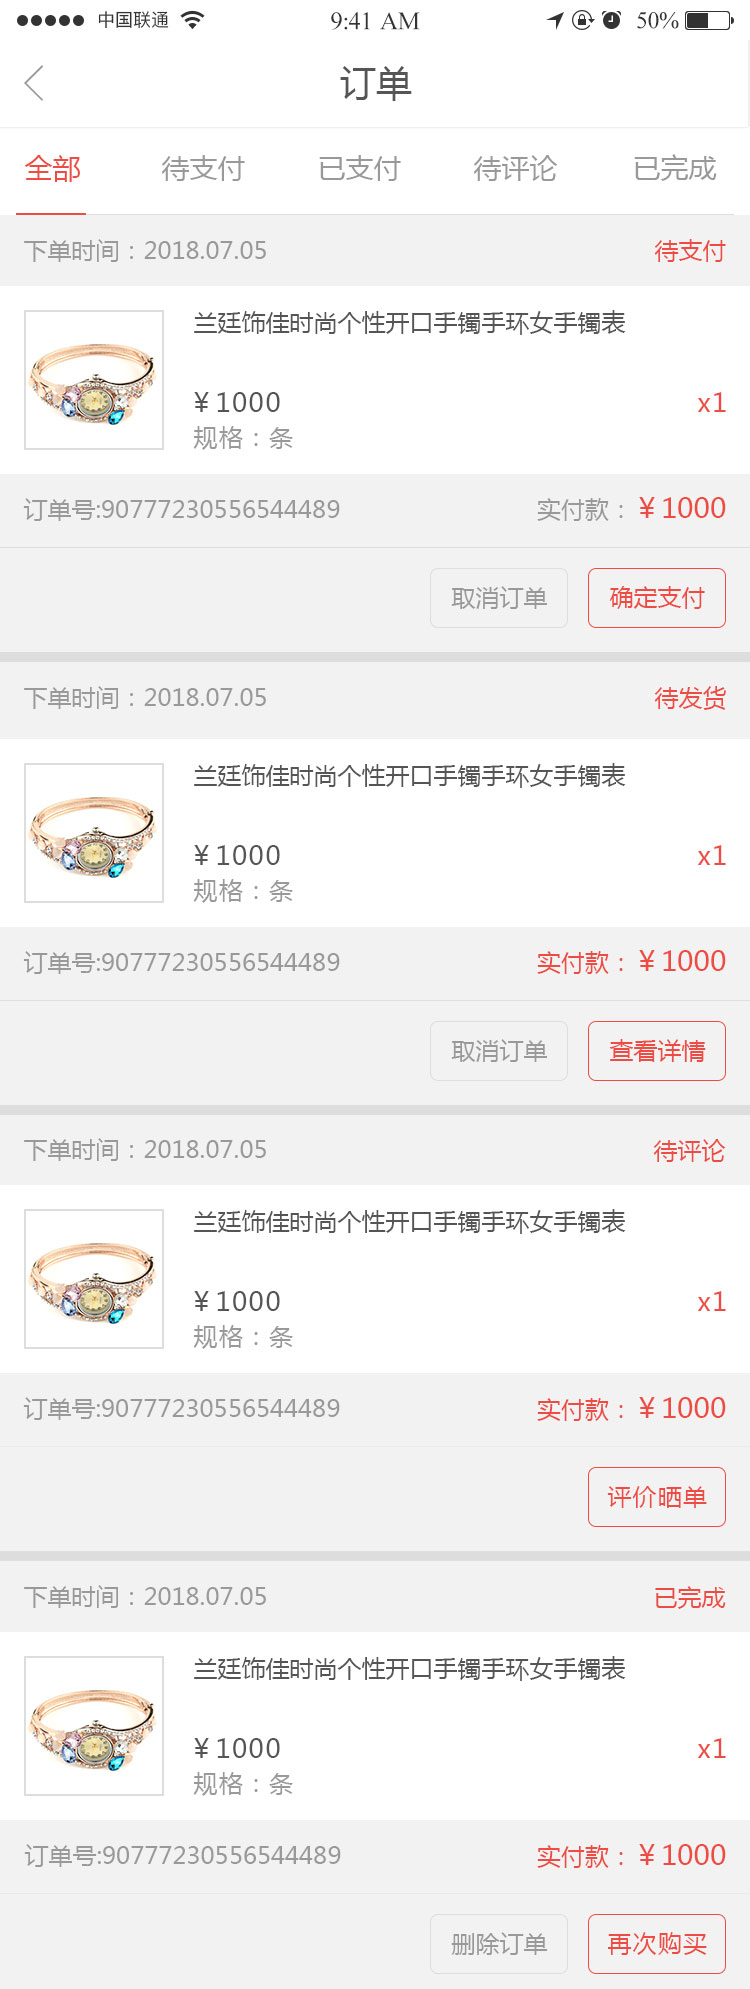 中国联通 9:41 AM 50%
订单
全部 待支付 已支付 待评论 已完成
下单时间：2018.07.05 待支付
兰廷饰佳时尚个性开口手镯手环女手镯表
¥1000 x1
规格：条
订单号:90777230556544489 实付款：¥1000
取消订单 确定支付
下单时间：2018.07.05 待发货
兰廷饰佳时尚个性开口手镯手环女手镯表
¥1000 x1
规格：条
订单号:90777230556544489 实付款：¥1000
取消订单 查看详情
下单时间：2018.07.05 待评论
兰廷饰佳时尚个性开口手镯手环女手镯表
¥1000 x1
规格：条
订单号:90777230556544489 实付款：¥1000
评价晒单
下单时间：2018.07.05 已完成
兰廷饰佳时尚个性开口手镯手环女手镯表
¥1000 x1
规格：条
订单号:90777230556544489 实付款：¥1000
删除订单 再次购买